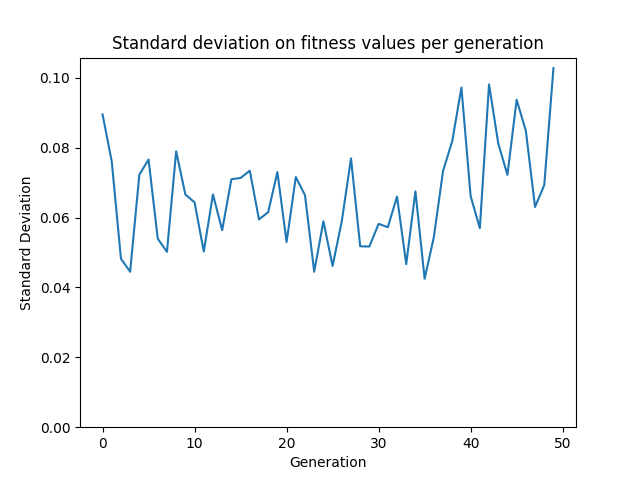 Standard deviation on fitness values per generation
0.10
0.08
0.06
0.04
0.02
0.00
Standard Deviation
0 10 20 30 40 50
Generation